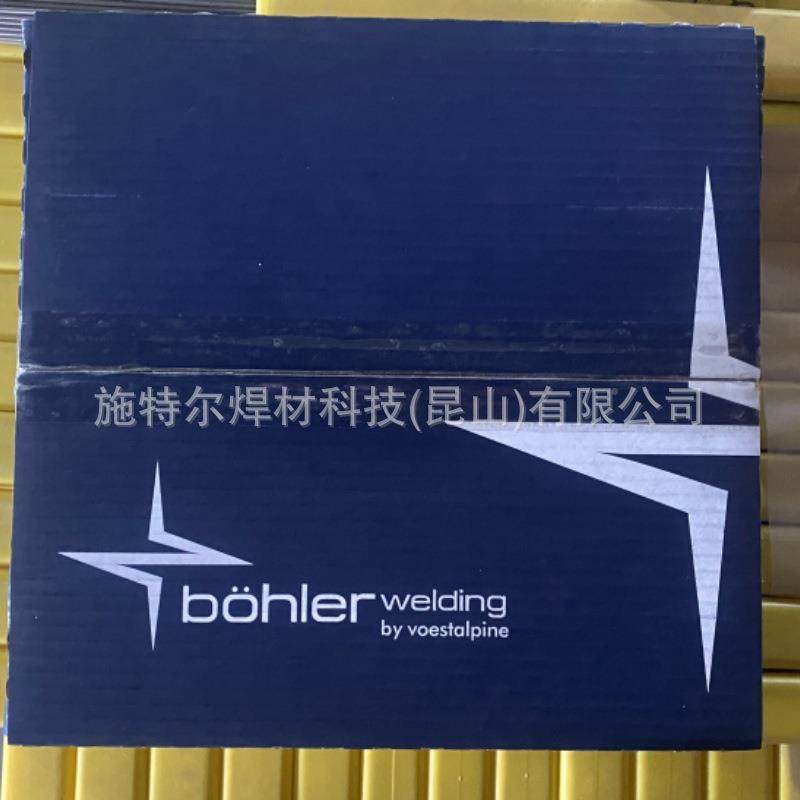 施特尔焊材科技(昆山)有限公司
böhler welding
by voestalpine